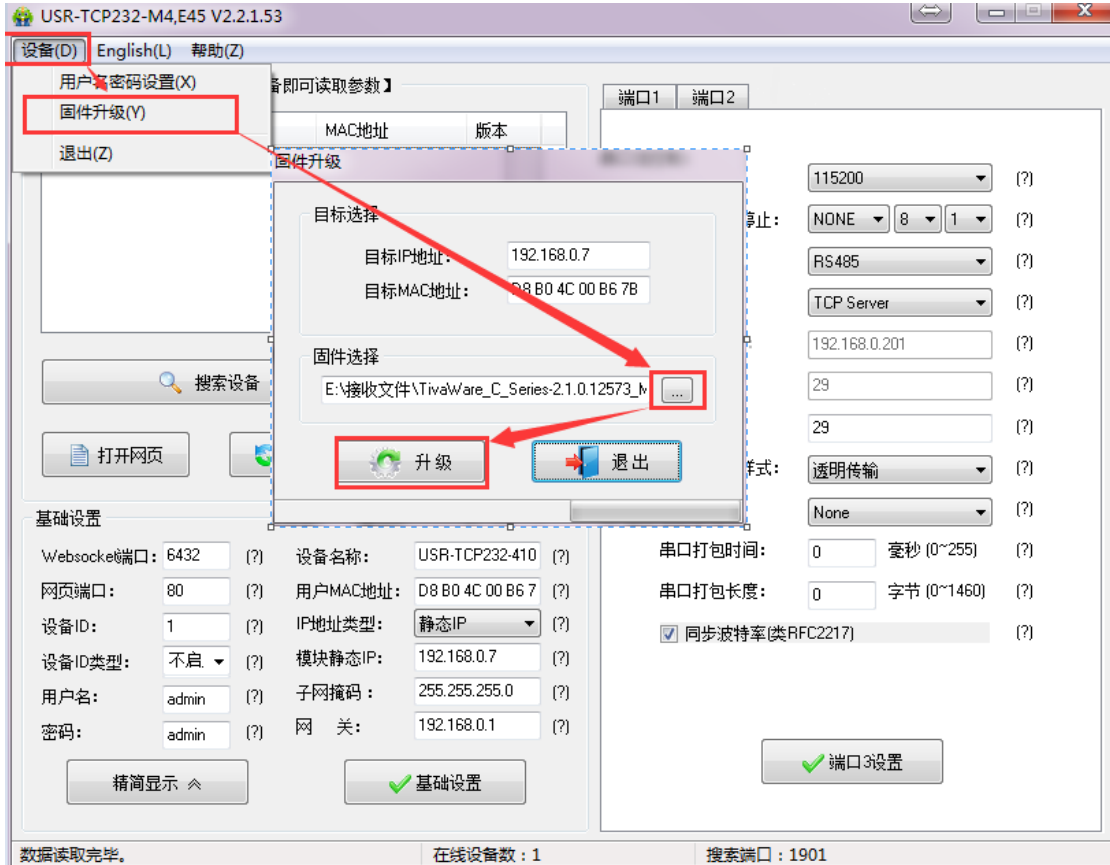 USR-TCP232-M4,E45 V2.2.1.53
设备(D) English(L) 帮助(Z)
用户名密码设置(X)
固件升级(Y)
退出(Z)
备即可读取参数】
MAC地址 版本
端口1 端口2
固件升级
目标选择
目标IP地址: 192.168.0.7
目标MAC地址: D8 B0 4C 00 B6 7B
固件选择
E:\接收文件\TivaWare_C_Series-2.1.0.12573_M ...
升级 退出
115200 (?)
停止: NONE 8 1 (?)
RS485 (?)
TCP Server (?)
192.168.0.201 (?)
29 (?)
29 (?)
样式: 透明传输 (?)
None (?)
串口打包时间: 0 毫秒 (0~255) (?)
串口打包长度: 0 字节 (0~1460) (?)
同步波特率(类RFC2217) (?)
端口3设置
搜索设备
打开网页
基础设置
Websocket端口: 6432 (?) 设备名称: USR-TCP232-410 (?)
网页端口: 80 (?) 用户MAC地址: D8 B0 4C 00 B6 7 (?)
设备ID: 1 (?) IP地址类型: 静态IP (?)
设备ID类型: 不启 (?) 模块静态IP: 192.168.0.7 (?)
用户名: admin (?) 子网掩码: 255.255.255.0 (?)
密码: admin (?) 网 关: 192.168.0.1 (?)
精简显示 基础设置
数据读取完毕。 在线设备数:1 搜索端口:1901